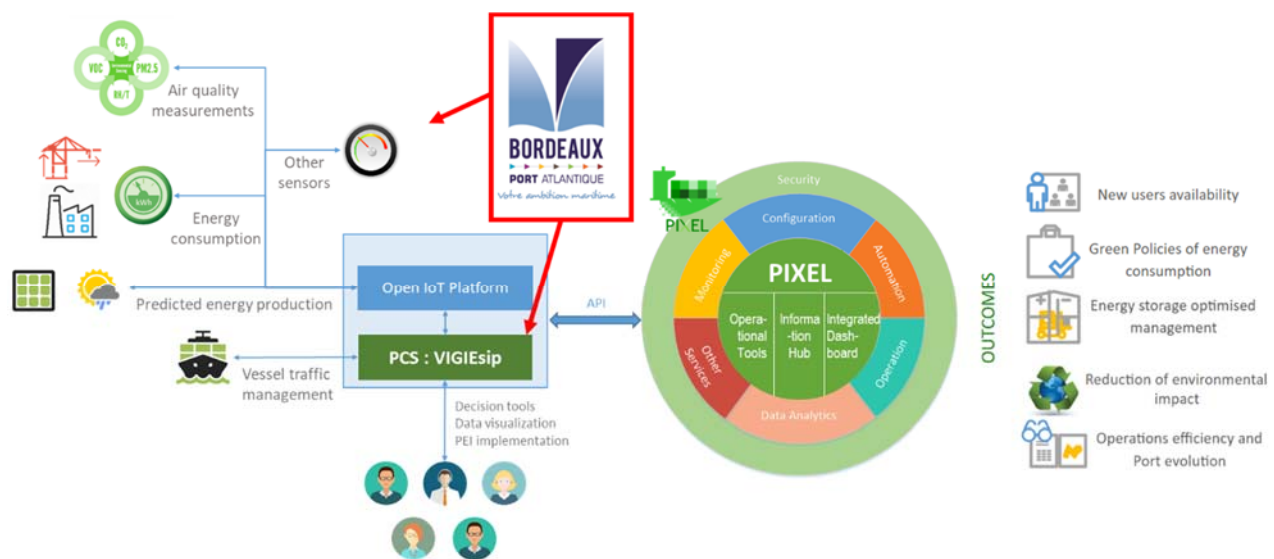 CO₂
VOC
PM2.5
RH/T
Air quality
measurements
Other
sensors
kWh
Energy
consumption
Predicted energy production
Vessel traffic
management
Open IoT Platform
PCS : VIGIEsip
Decision tools
Data visualization
PEI implementation
BORDEAUX
PORT ATLANTIQUE
Votre ambition maritime
API
PIXEL
Security
Configuration
Monitoring
Automation
PIXEL
Opera-
tional
Tools
Informa-
tion
Hub
Integrated
Dash-
board
Other
Services
Operation
Data Analytics
OUTCOMES
New users availability
Green Policies of energy
consumption
Energy storage optimised
management
Reduction of environmental
impact
Operations efficiency and
Port evolution